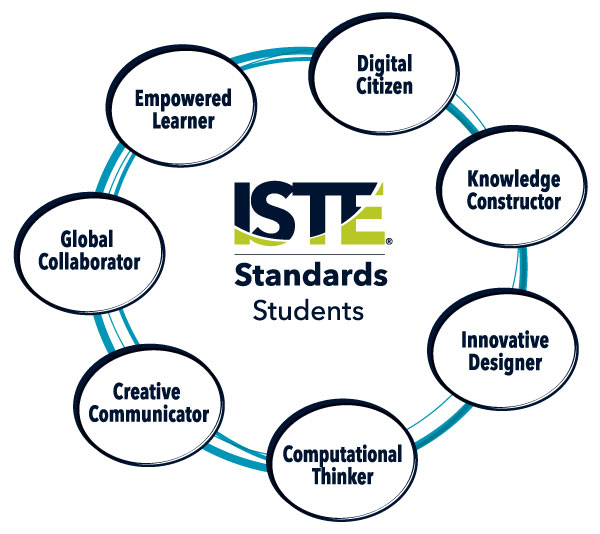 Digital
Citizen
Empowered
Learner
Knowledge
Constructor
ISTE®
Standards
Students
Global
Collaborator
Innovative
Designer
Creative
Communicator
Computational
Thinker